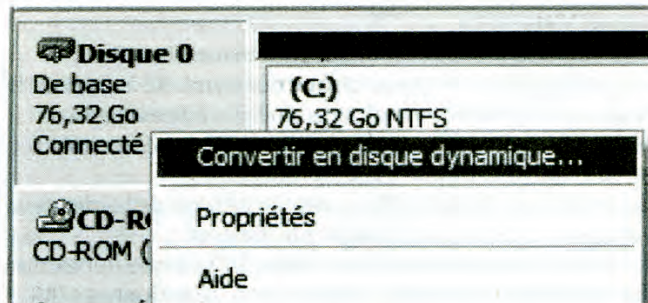 Disque 0
De base
76,32 Go
Connecté
(C:)
76,32 Go NTFS
Convertir en disque dynamique...
Propriétés
Aide
CD-R
CD-ROM (